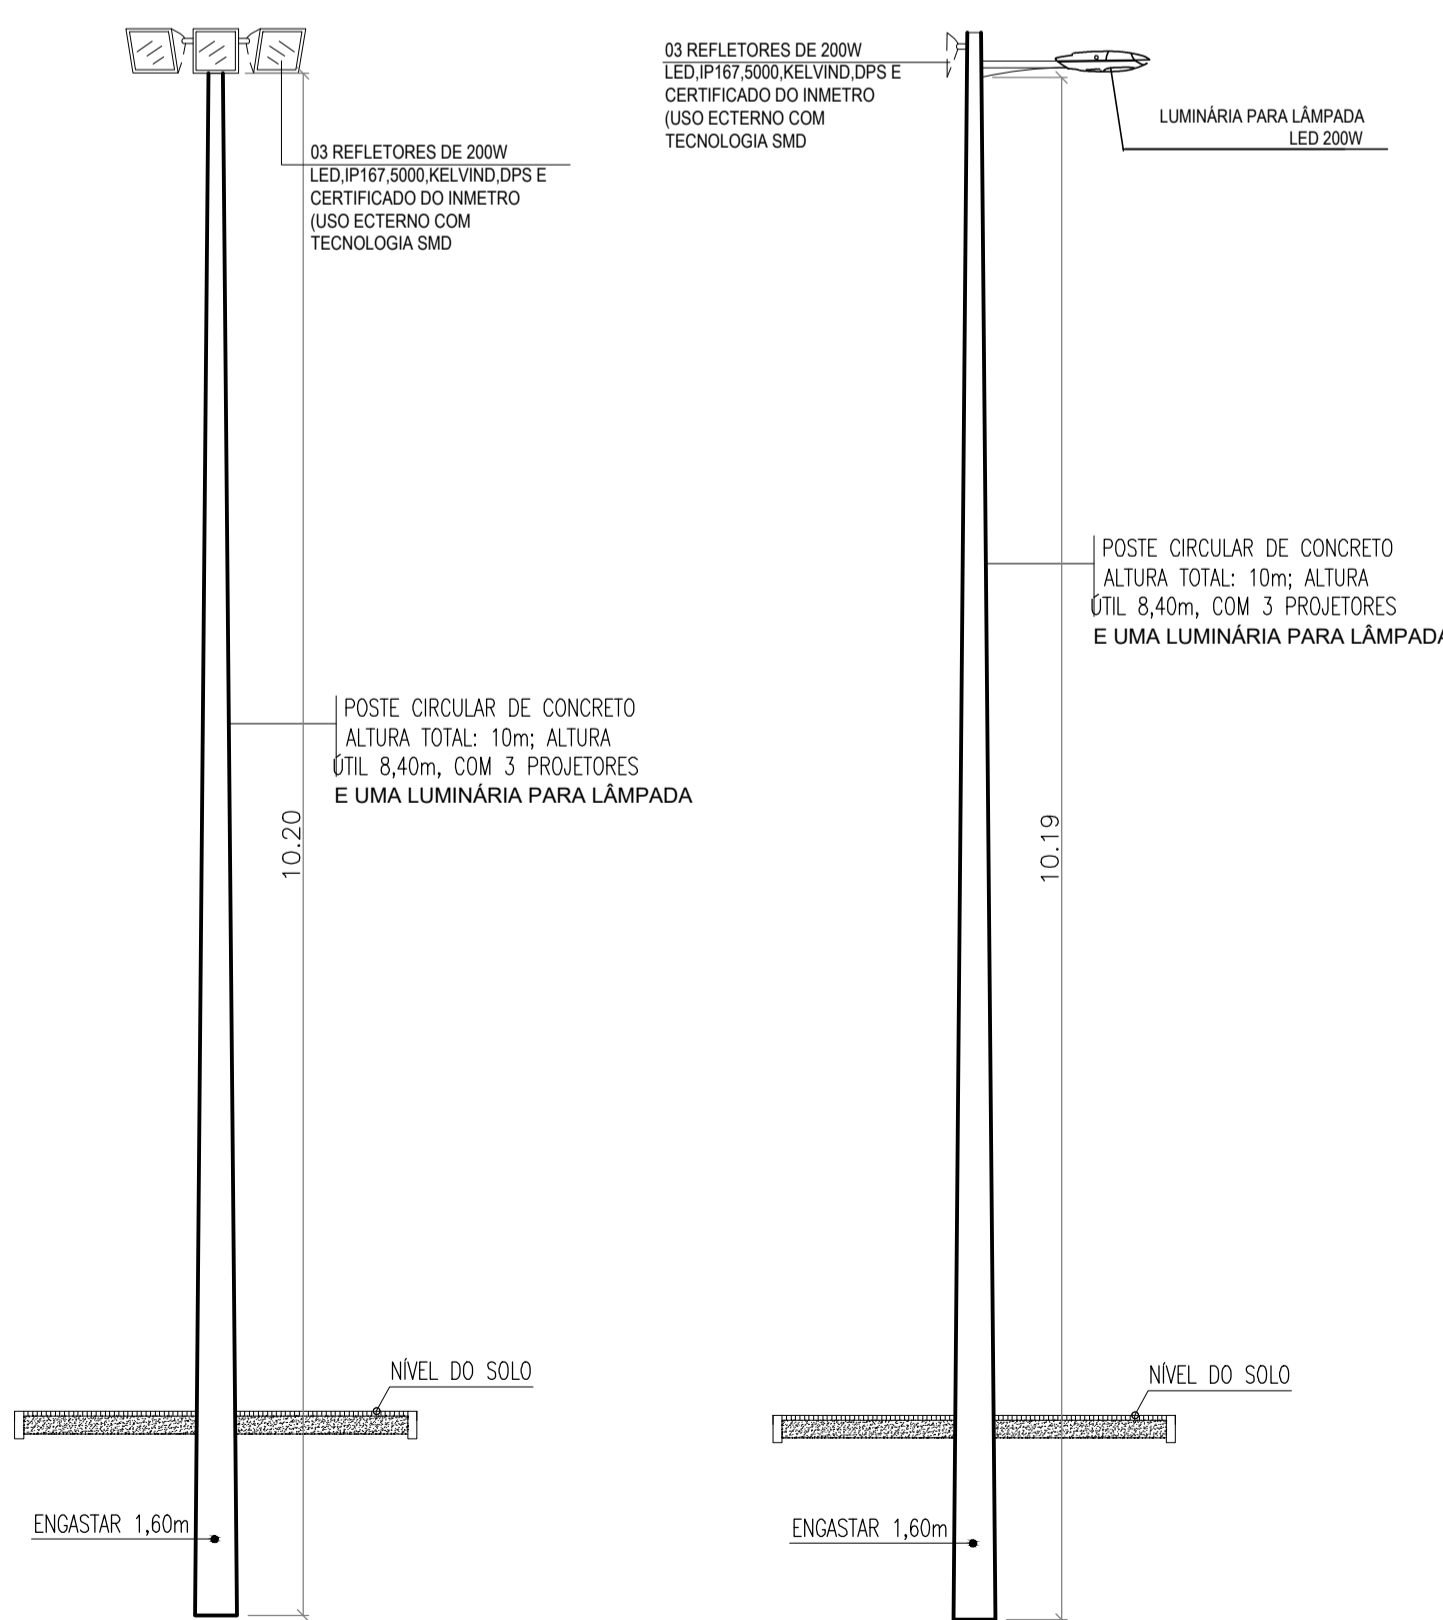 03 REFLETORES DE 200W
LED,IP167,5000,KELVIND,DPS E
CERTIFICADO DO INMETRO
(USO ECTERNO COM
TECNOLOGIA SMD
POSTE CIRCULAR DE CONCRETO
ALTURA TOTAL: 10m; ALTURA
ÚTIL 8,40m, COM 3 PROJETORES
E UMA LUMINÁRIA PARA LÂMPADA
10.20
NÍVEL DO SOLO
ENGASTAR 1,60m
03 REFLETORES DE 200W
LED,IP167,5000,KELVIND,DPS E
CERTIFICADO DO INMETRO
(USO ECTERNO COM
TECNOLOGIA SMD
LUMINÁRIA PARA LÂMPADA
LED 200W
POSTE CIRCULAR DE CONCRETO
ALTURA TOTAL: 10m; ALTURA
ÚTIL 8,40m, COM 3 PROJETORES
E UMA LUMINÁRIA PARA LÂMPADA
10.19
NÍVEL DO SOLO
ENGASTAR 1,60m